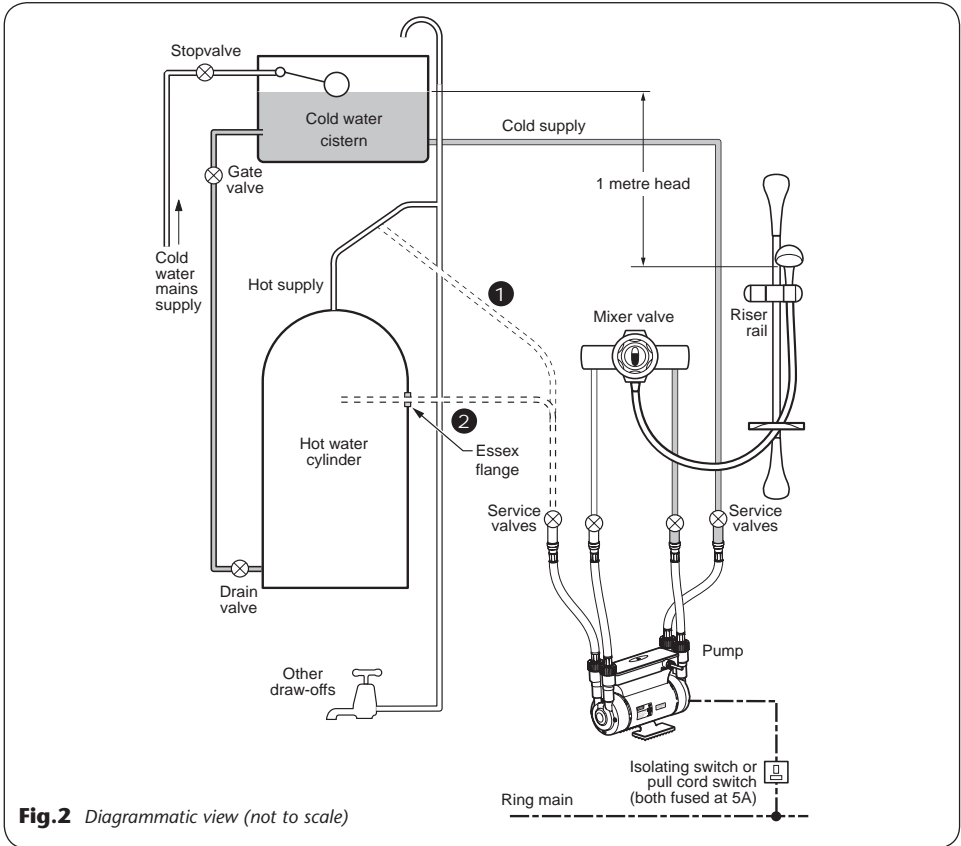 Stopvalve
Cold water
cistern
Cold supply
Gate
valve
1 metre head
Cold
water
mains
supply
Hot supply
1
Mixer valve
Riser
rail
2
Hot water
cylinder
Essex
flange
Service
valves
Service
valves
Drain
valve
Pump
Other
draw-offs
Isolating switch or
pull cord switch
(both fused at 5A)
Ring main
Fig.2 Diagrammatic view (not to scale)